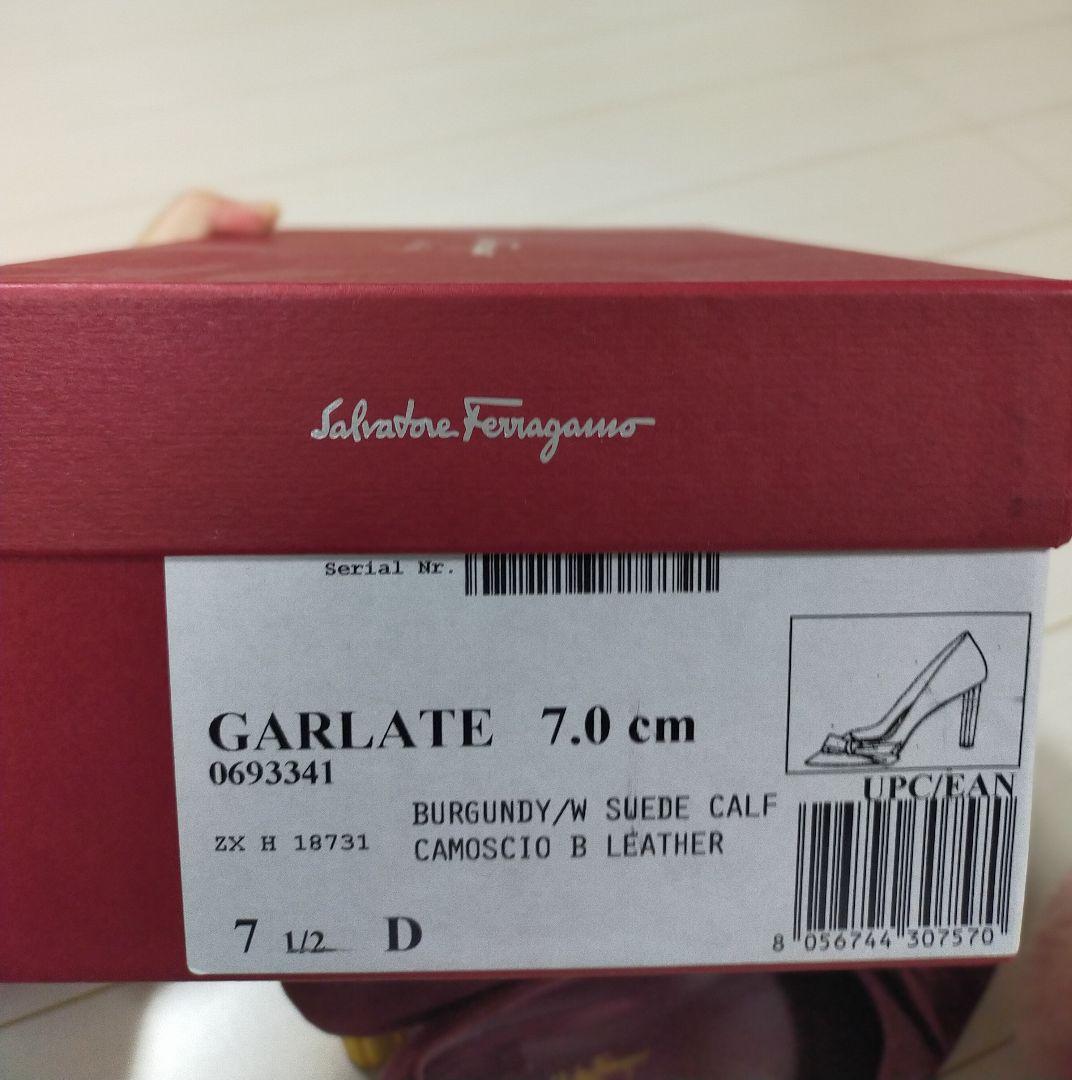 Salvatore Ferragamo
Serial Nr.
GARLATE 7.0 cm
0693341
UPC/EAN
BURGUNDY/W SUEDE CALF
ZX H 18731 CAMOSCIO B LEATHER
7 1/2 D
8 056744 307570